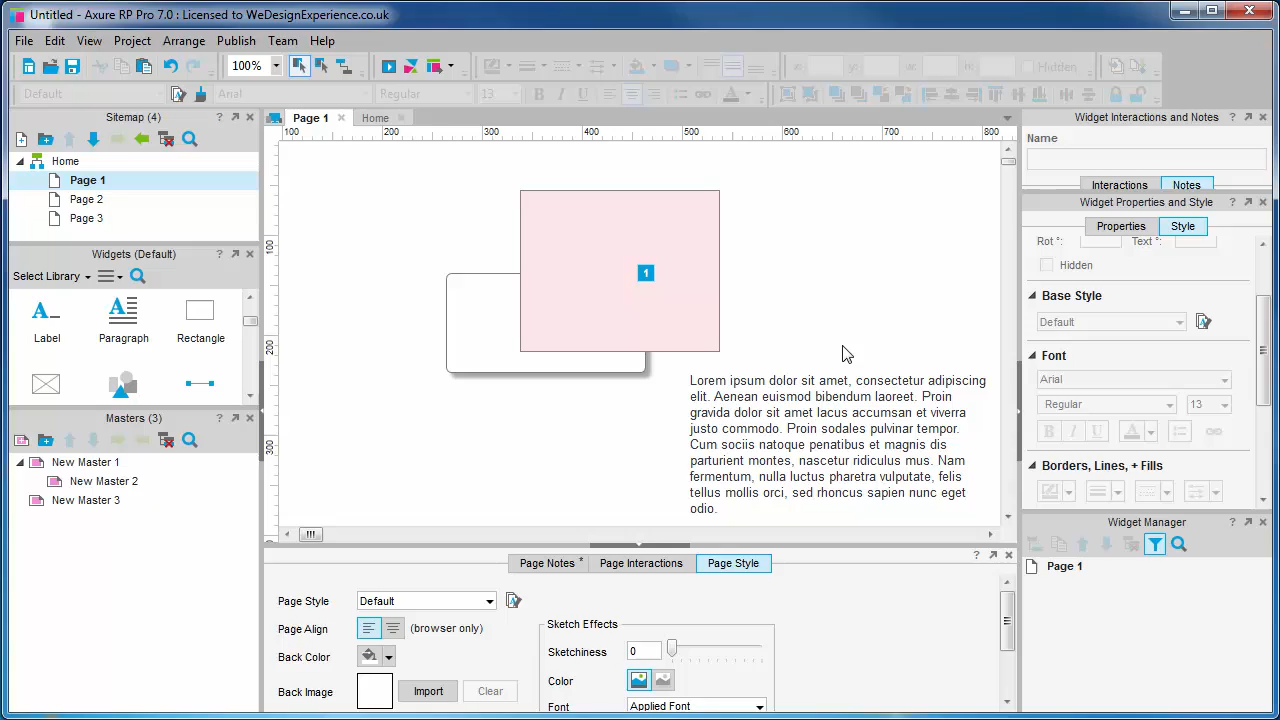 Untitled - Axure RP Pro 7.0 : Licensed to WeDesignExperience.co.uk
File Edit View Project Arrange Publish Team Help
100%
Default Arial Regular 13 Hidden
Sitemap (4)
Home
Page 1
Page 2
Page 3
Widgets (Default)
Select Library
Label Paragraph Rectangle
Masters (3)
New Master 1
New Master 2
New Master 3
Page 1 Home
100 200 300 400 500 600 700 800
100
200
300
1
Lorem ipsum dolor sit amet, consectetur adipiscing
elit. Aenean euismod bibendum laoreet. Proin
gravida dolor sit amet lacus accumsan et viverra
justo commodo. Proin sodales pulvinar tempor.
Cum sociis natoque penatibus et magnis dis
parturient montes, nascetur ridiculus mus. Nam
fermentum, nulla luctus pharetra vulputate, felis
tellus mollis orci, sed rhoncus sapien nunc eget
odio.
Page Notes * Page Interactions Page Style
Page Style Default
Page Align (browser only)
Back Color
Back Image Import Clear
Sketch Effects
Sketchiness 0
Color
Font Applied Font
Widget Interactions and Notes
Name
Interactions Notes
Widget Properties and Style
Properties Style
Rot °: Text °:
Hidden
Base Style
Default
Font
Arial
Regular 13
B I U
Borders, Lines, + Fills
Widget Manager
Page 1